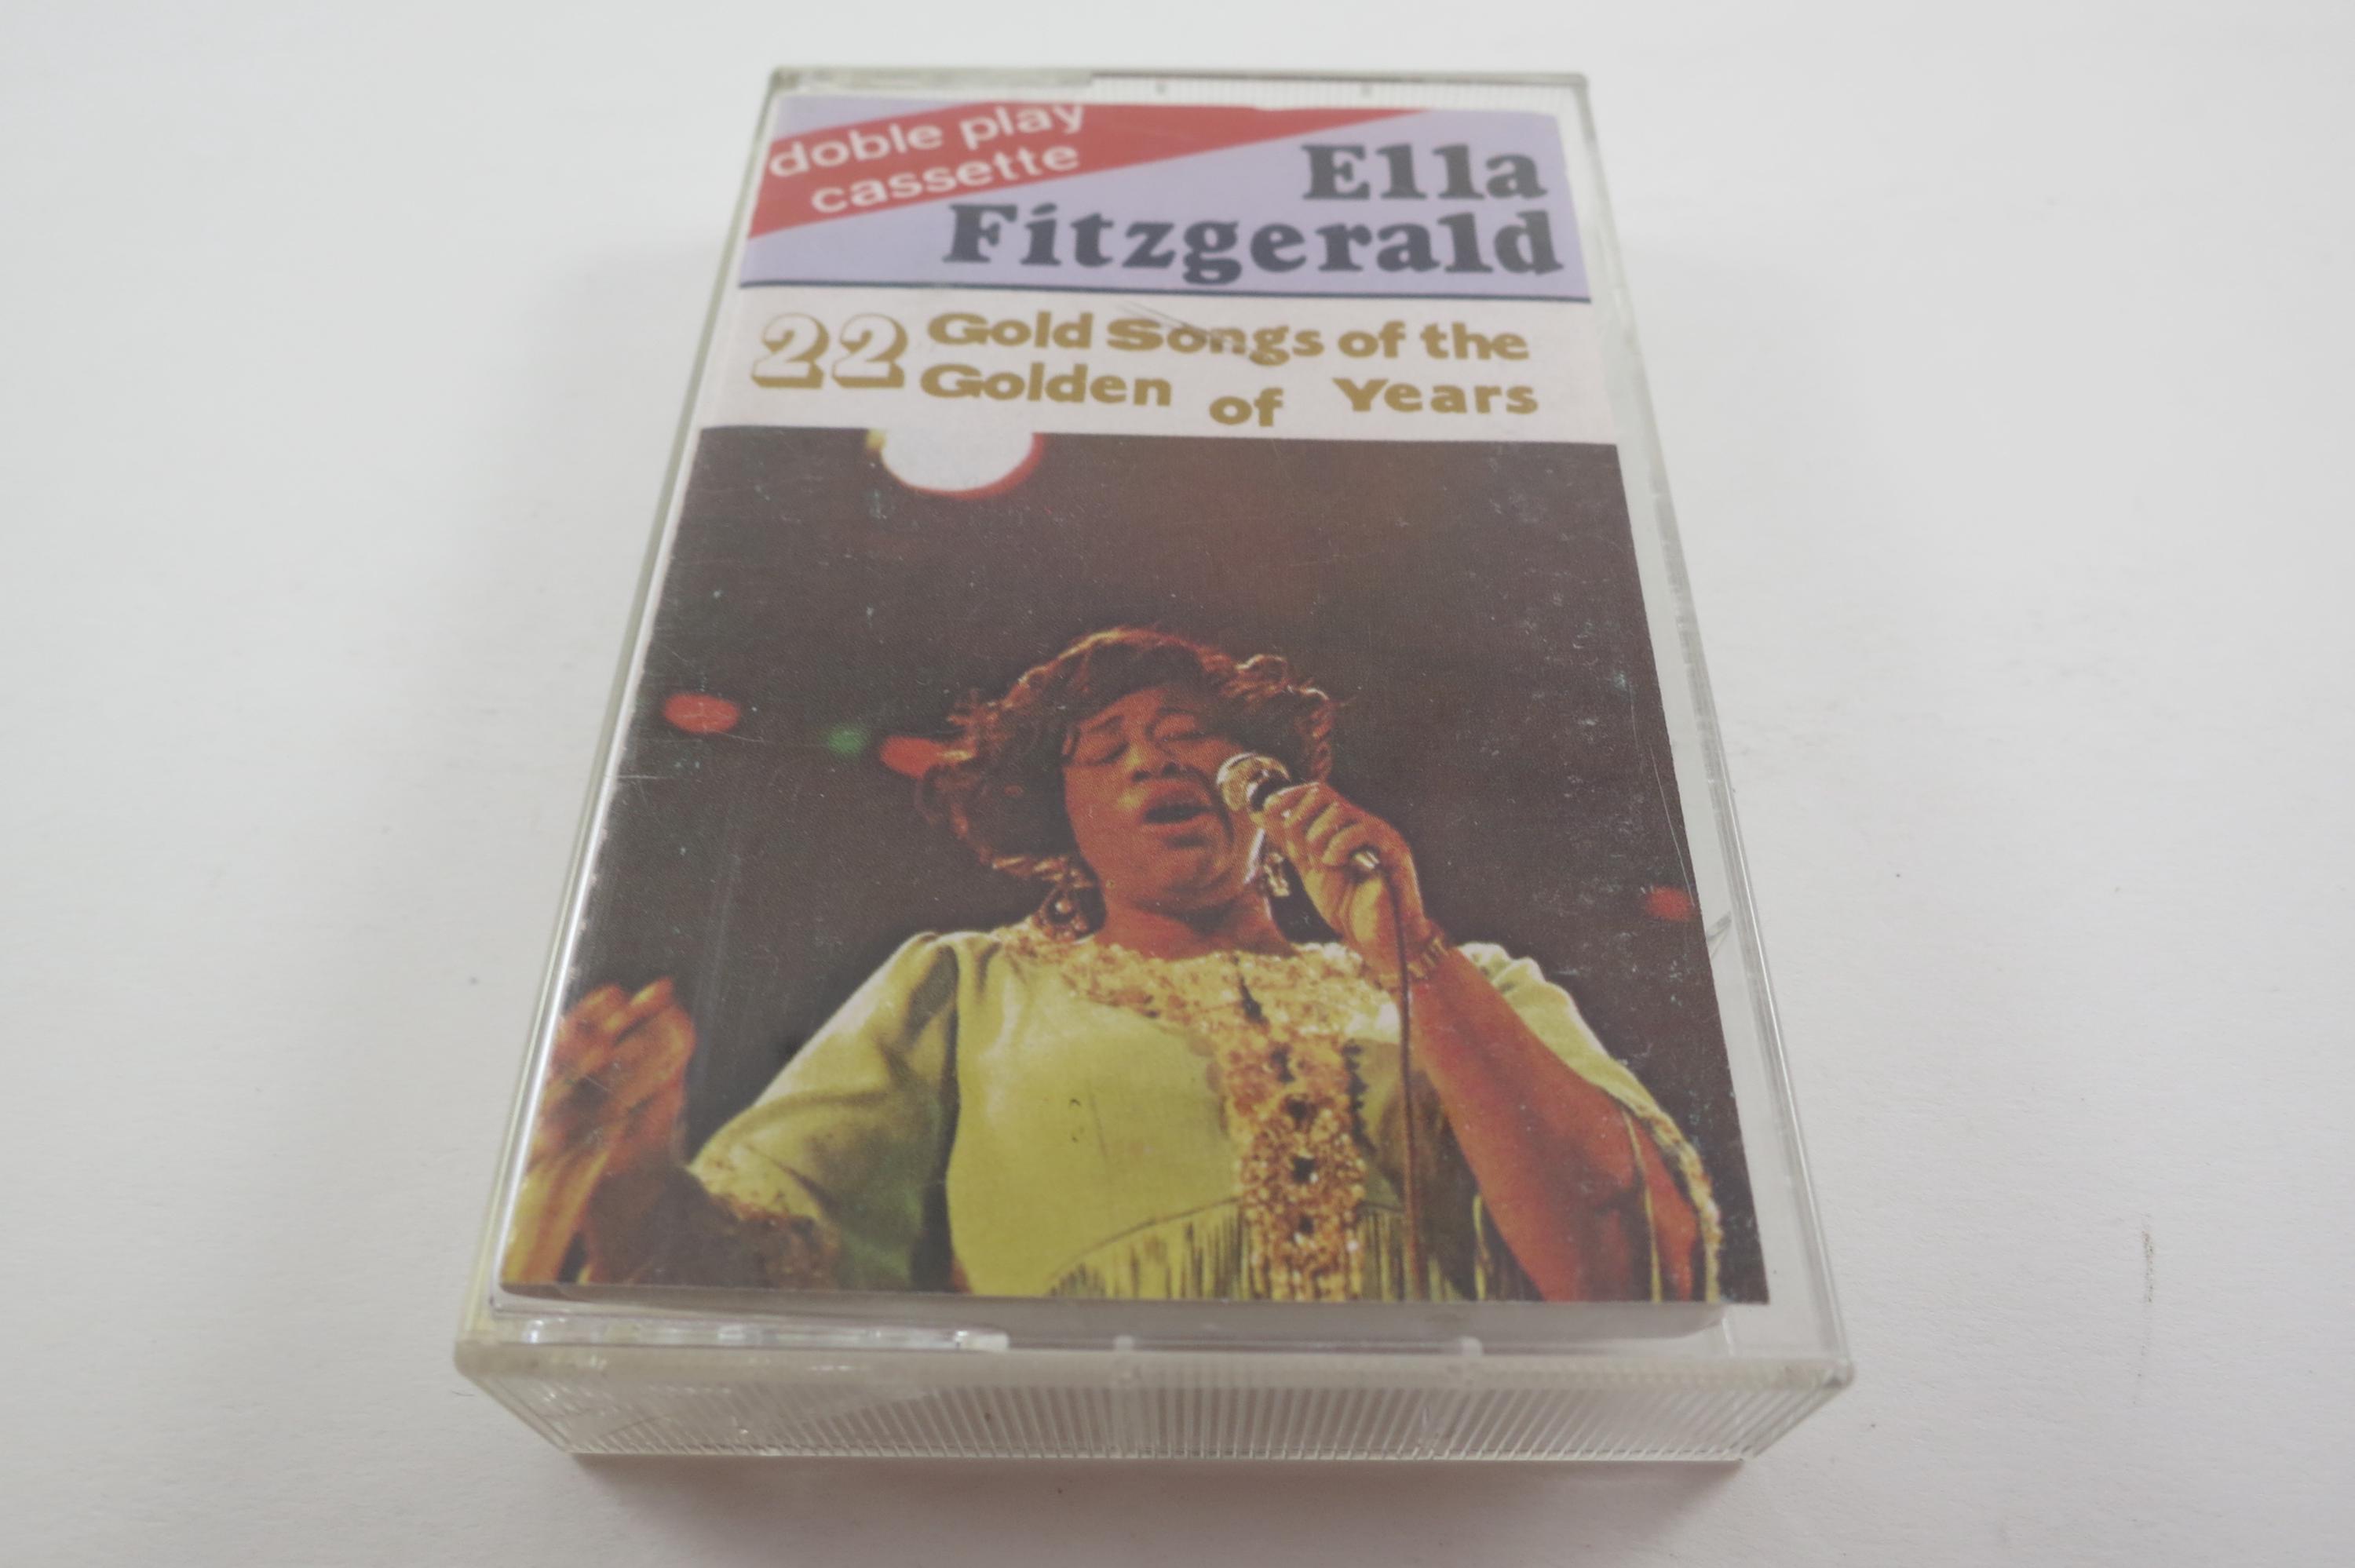 doble play
cassette
Ella
Fitzgerald
22 Gold Songs of the
Golden of Years